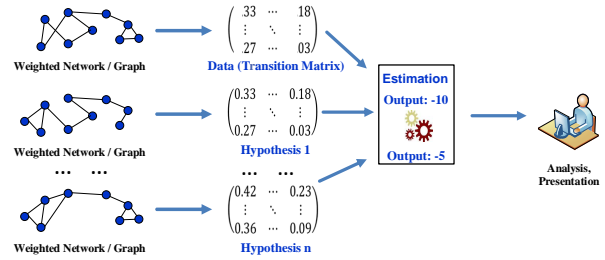 .33 ⋯ .18
⋮ ⋱ ⋮
.27 ⋯ 03
Weighted Network / Graph
Data (Transition Matrix)
0.33 ⋯ 0.18
⋮ ⋱ ⋮
0.27 ⋯ 0.03
Weighted Network / Graph
Hypothesis 1
... ...
... ...
0.42 ⋯ 0.23
⋮ ⋱ ⋮
0.36 ⋯ 0.09
Weighted Network / Graph
Hypothesis n
Estimation
Output: -10
Output: -5
Analysis,
Presentation